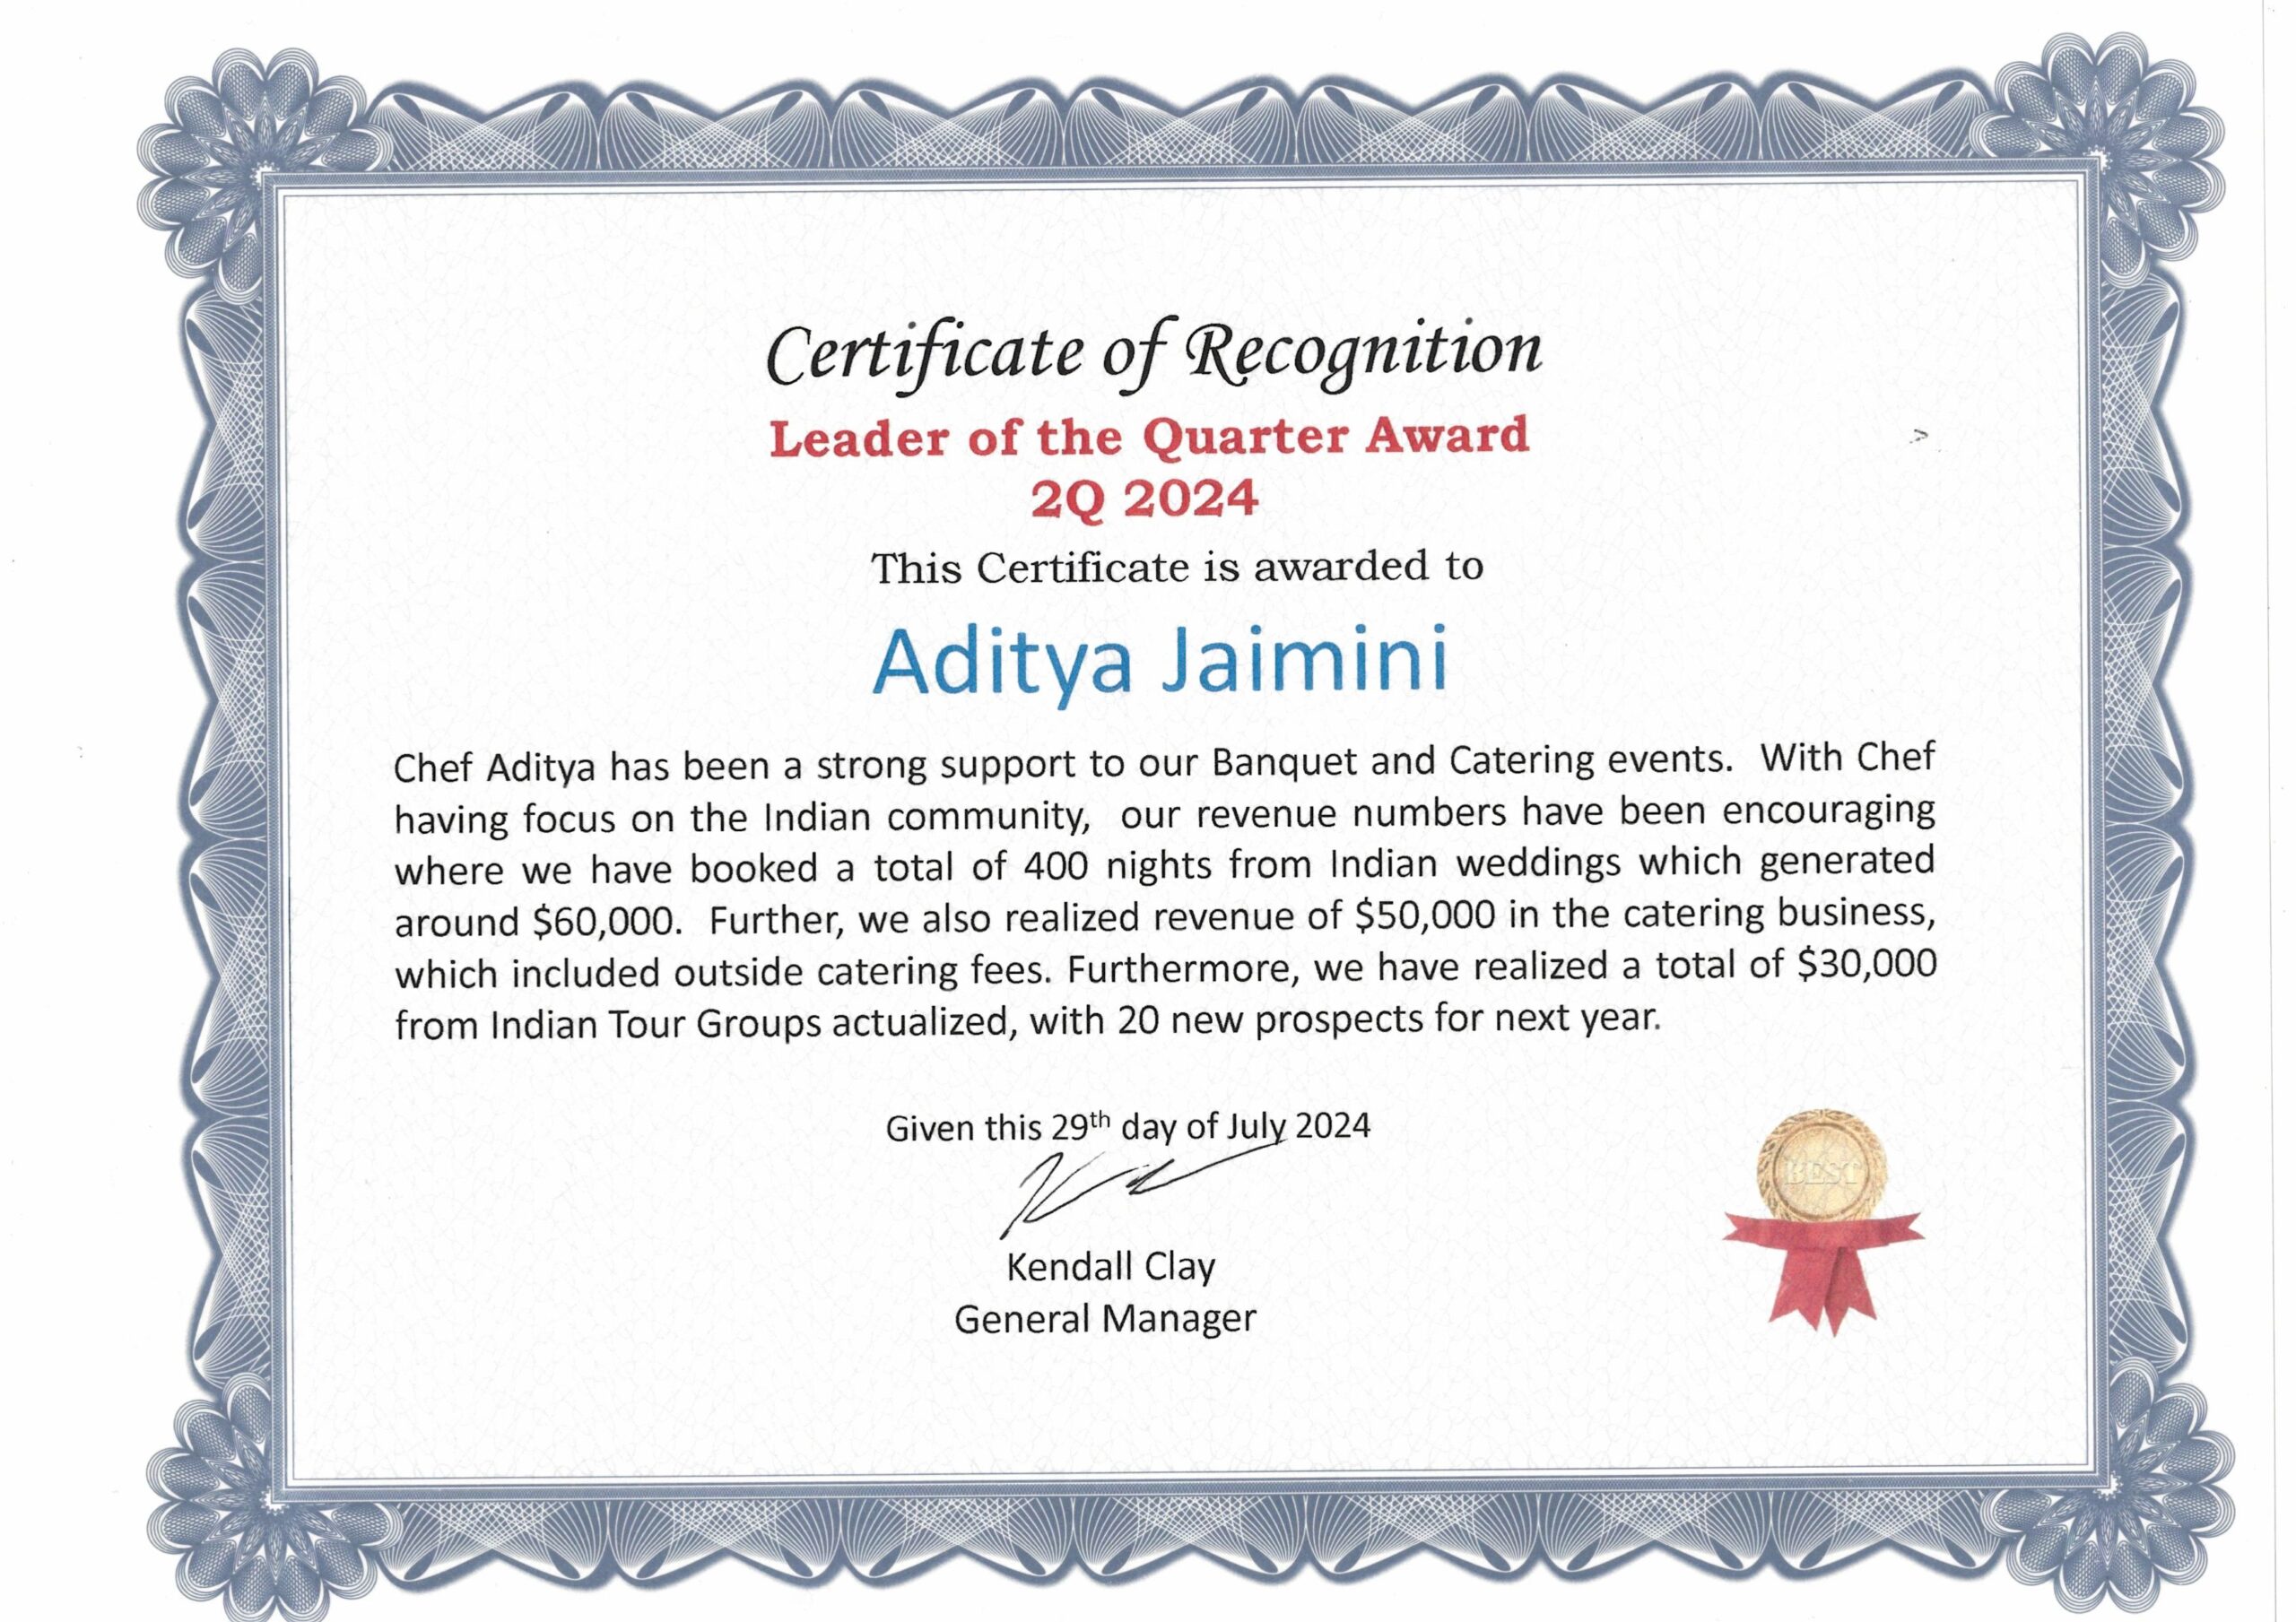 Certificate of Recognition
Leader of the Quarter Award
2Q 2024
This Certificate is awarded to
Aditya Jaimini
Chef Aditya has been a strong support to our Banquet and Catering events.  With Chef
having focus on the Indian community,  our revenue numbers have been encouraging
where we have booked a total of 400 nights from Indian weddings which generated
around $60,000.  Further, we also realized revenue of $50,000 in the catering business,
which included outside catering fees. Furthermore, we have realized a total of $30,000
from Indian Tour Groups actualized, with 20 new prospects for next year.
Given this 29th day of July 2024
Kendall Clay
General Manager
BEST